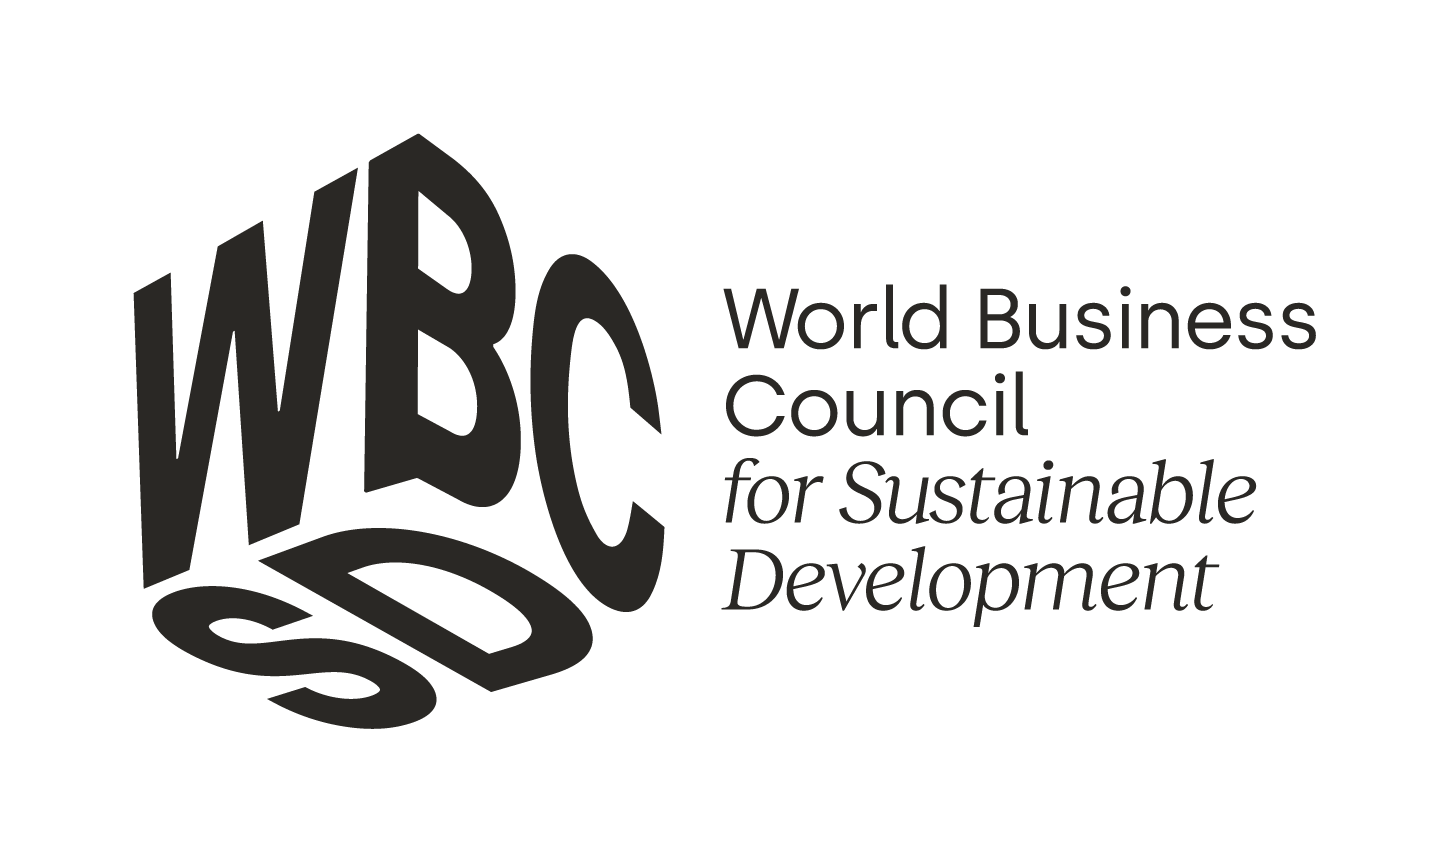 WBC
SD
World Business
Council
for Sustainable
Development